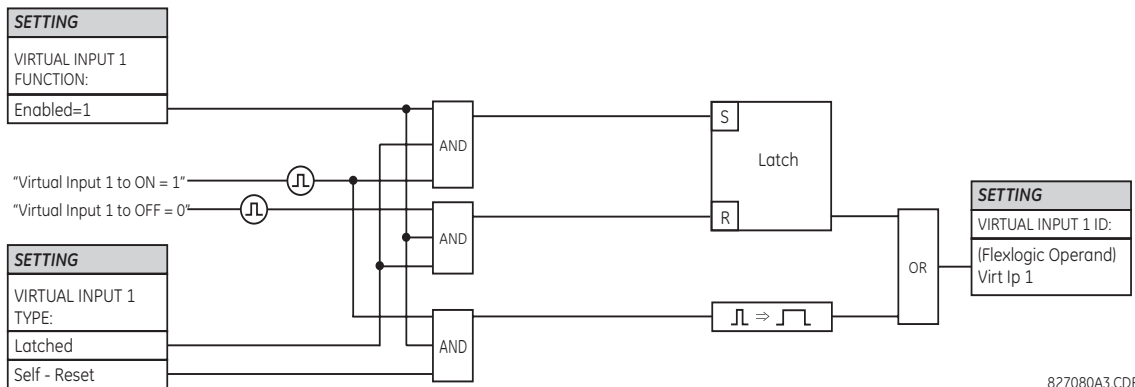 SETTING
VIRTUAL INPUT 1
FUNCTION:
Enabled=1
"Virtual Input 1 to ON = 1"
"Virtual Input 1 to OFF = 0"
SETTING
VIRTUAL INPUT 1
TYPE:
Latched
Self - Reset
AND
AND
AND
S
Latch
R
OR
SETTING
VIRTUAL INPUT 1 ID:
(Flexlogic Operand)
Virt Ip 1
827080A3.CDR